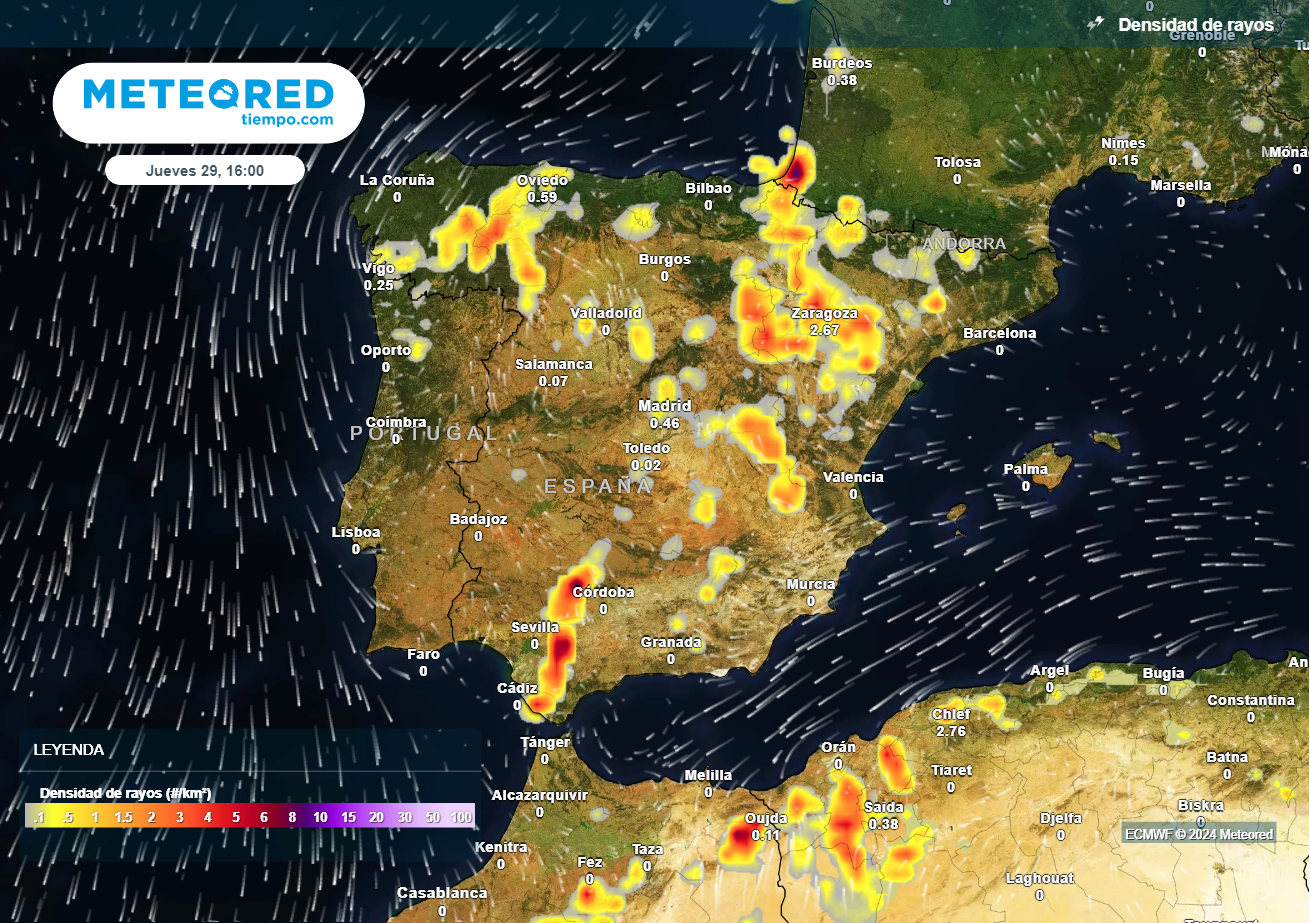 Densidad de rayos
Grenoble
0
0
0
METEORED
tiempo.com
Burdeos
0.38
Jueves 29, 16:00
Nimes
0.15
Tolosa
0
Móna
0
Marsella
0
La Coruña
0
Oviedo
0.59
Bilbao
0
ANDORRA
Vigo
0.25
Burgos
0
Valladolid
0
Zaragoza
2.67
Barcelona
0
Oporto
0
Salamanca
0.07
Madrid
0.46
Coímbra
0
PORTUGAL
Toledo
0.02
ESPAÑA
Valencia
0
Palma
0
Badajoz
0
Lisboa
0
Córdoba
0
Murcia
0
Sevilla
0
Granada
0
Faro
0
Cádiz
0
Argel
0
Bugía
0
An
Constantina
0
Chlef
2.76
Tánger
0
Orán
0
Tiaret
0
Batna
0
Melilla
0
Alcazarquivir
0
Saida
0.38
Oujda
0.11
Djelfa
0
Biskra
0
ECMWF © 2024 Meteored
Kenitra
0
Taza
0
Fez
0
Laghouat
0
Casablanca
0
LEYENDA
Densidad de rayos (#/km²)
.1 .5 1 1.5 2 3 4 5 6 8 10 15 20 30 50 100